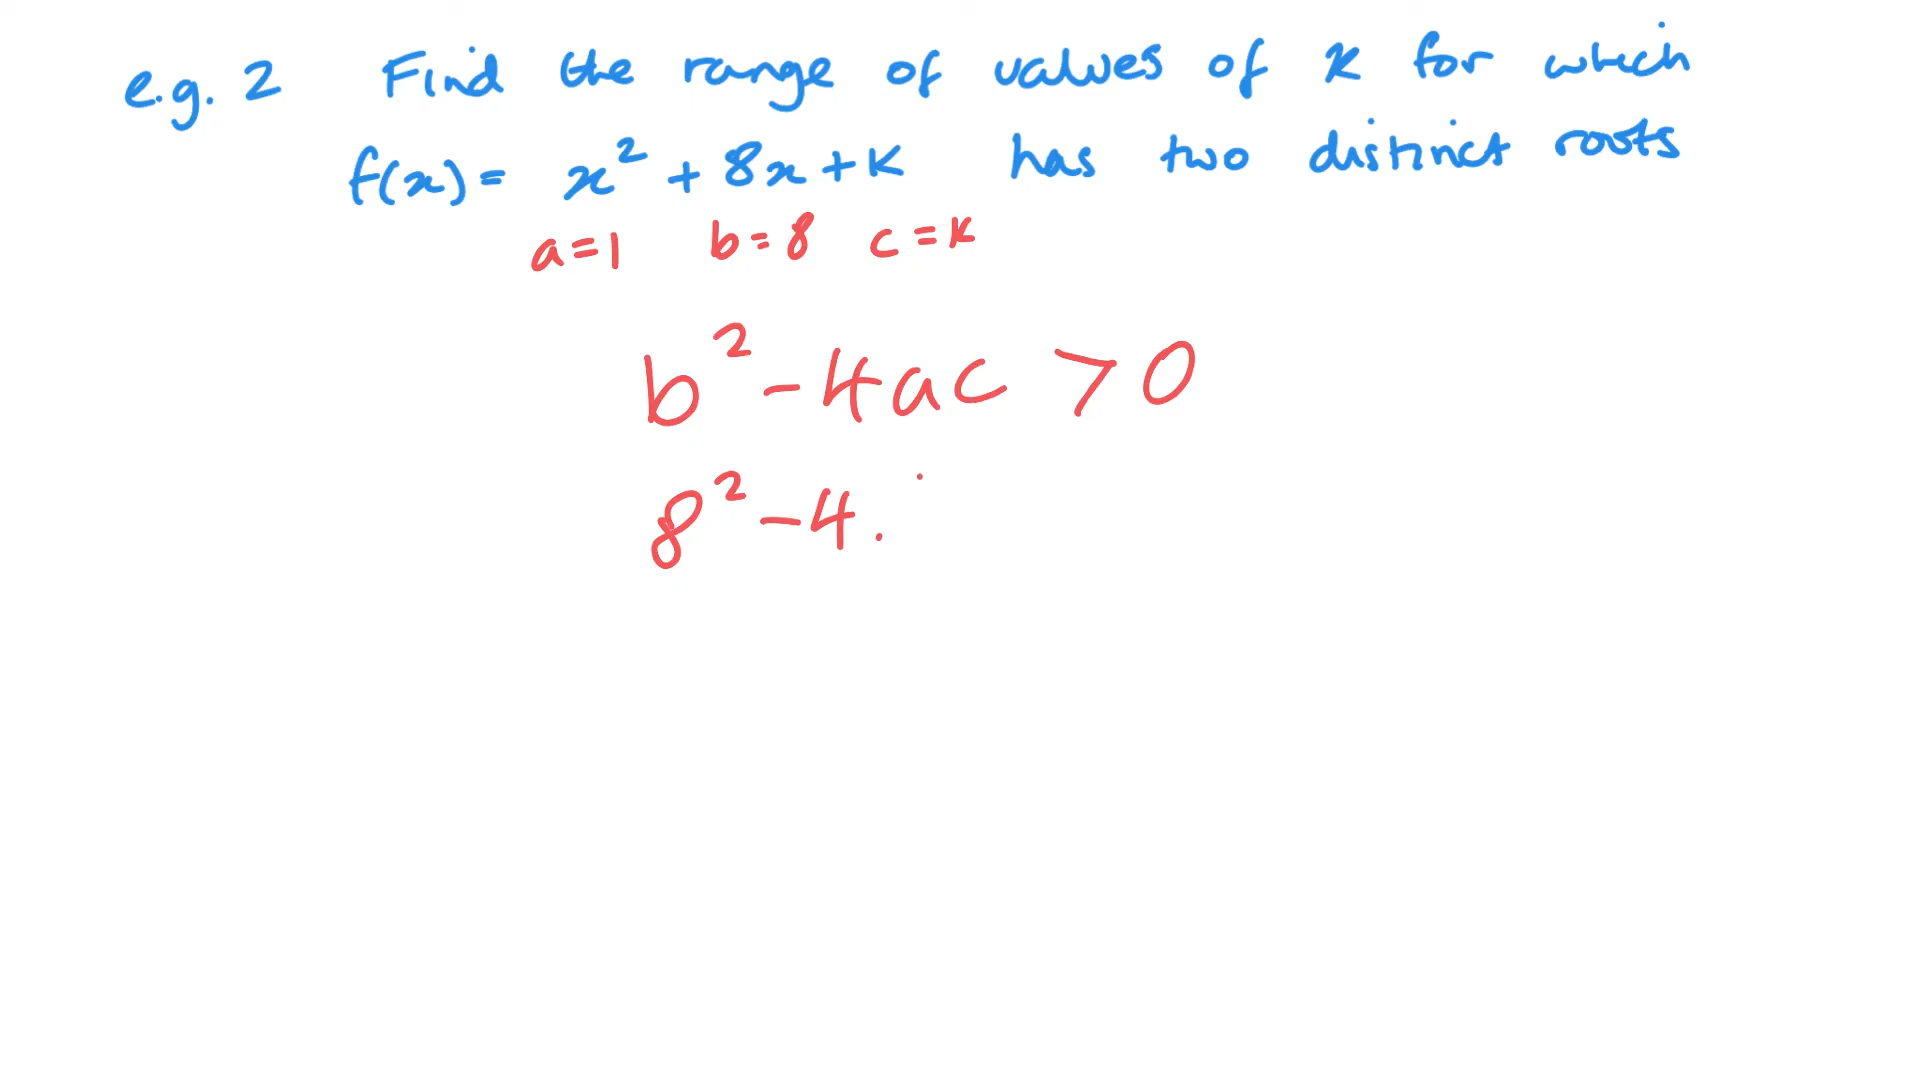 e.g. 2 Find the range of values of k for which
f(x) = x² + 8x + k has two distinct roots
a=1 b=8 c=k
b² - 4ac > 0
8² - 4.